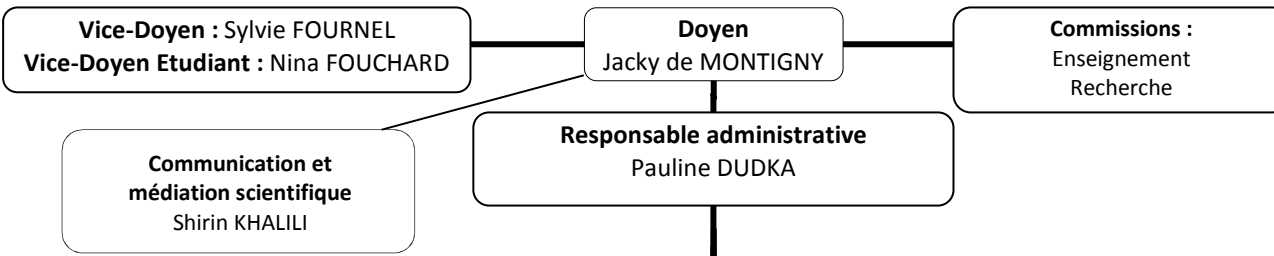 Vice-Doyen : Sylvie FOURNEL
Vice-Doyen Etudiant : Nina FOUCHARD
Doyen
Jacky de MONTIGNY
Commissions :
Enseignement
Recherche
Responsable administrative
Pauline DUDKA
Communication et
médiation scientifique
Shirin KHALILI